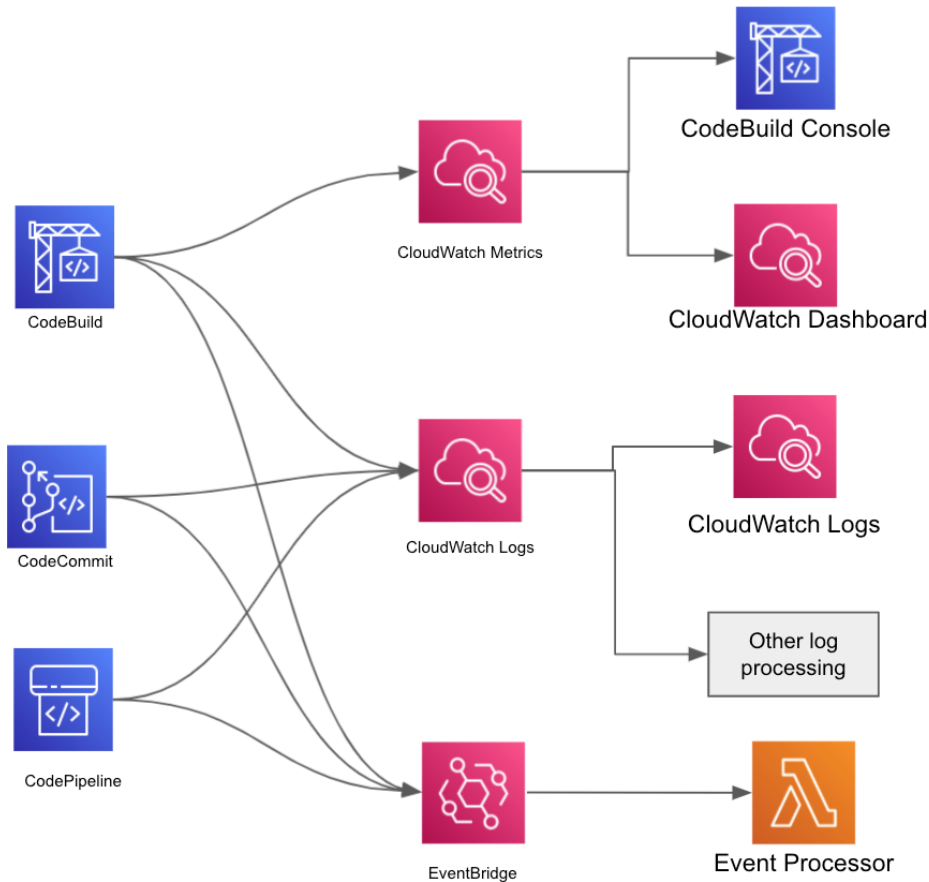 CodeBuild Console
CloudWatch Metrics
CodeBuild
CloudWatch Dashboard
CloudWatch Logs
CloudWatch Logs
CodeCommit
Other log
processing
CodePipeline
EventBridge
Event Processor